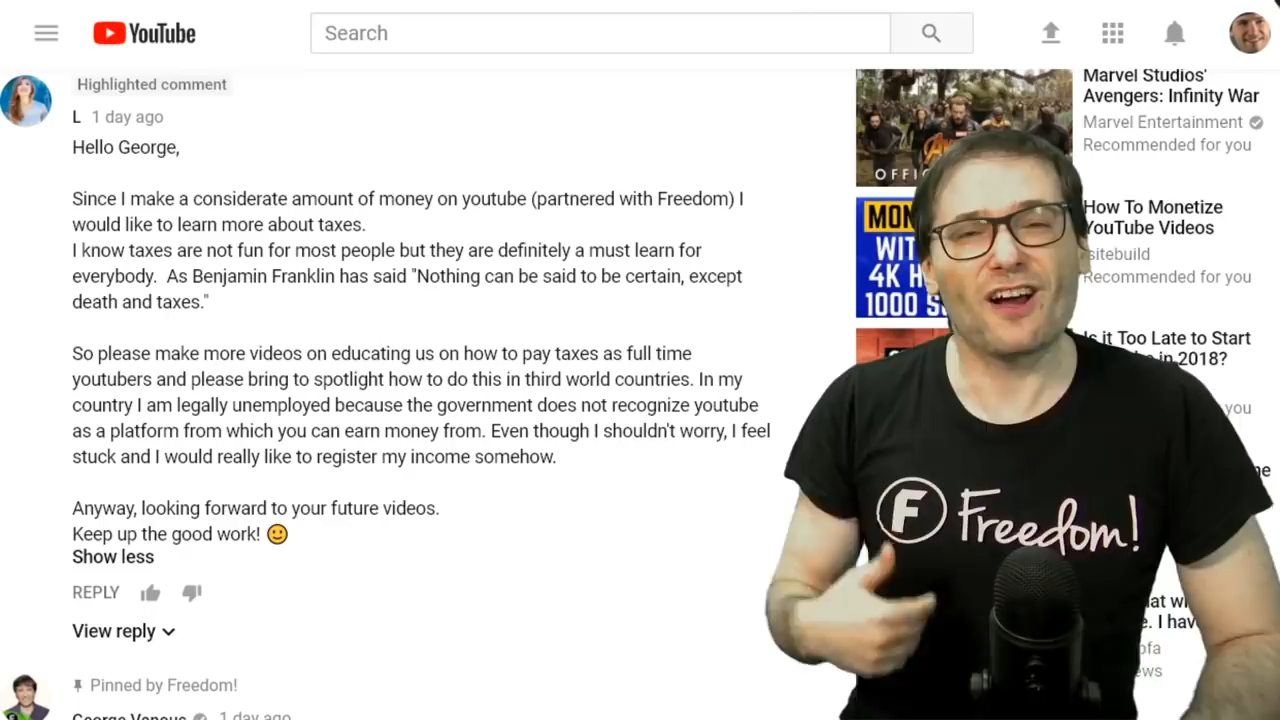 YouTube
Search
Highlighted comment
L 1 day ago
Hello George,
Since I make a considerate amount of money on youtube (partnered with Freedom) I
would like to learn more about taxes.
I know taxes are not fun for most people but they are definitely a must learn for
everybody.  As Benjamin Franklin has said "Nothing can be said to be certain, except
death and taxes."
So please make more videos on educating us on how to pay taxes as full time
youtubers and please bring to spotlight how to do this in third world countries. In my
country I am legally unemployed because the government does not recognize youtube
as a platform from which you can earn money from. Even though I shouldn't worry, I feel
stuck and I would really like to register my income somehow.
Anyway, looking forward to your future videos.
Keep up the good work! 🙂
Show less
REPLY
View reply
Pinned by Freedom!
1 day ago
Marvel Studios'
Avengers: Infinity War
Marvel Entertainment
Recommended for you
How To Monetize
YouTube Videos
Recommended for you
4K
1000
is it Too Late to Start
in 2018?
you
F Freedom!